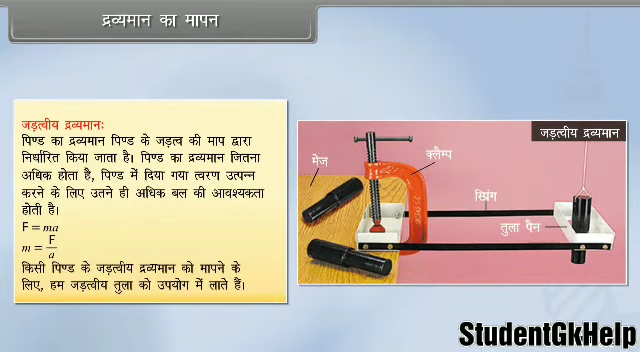 द्रव्यमान का मापन
जड़त्वीय द्रव्यमानः
पिण्ड का द्रव्यमान पिण्ड के जड़त्व की माप द्वारा
निर्धारित किया जाता है। पिण्ड का द्रव्यमान जितना
अधिक होता है, पिण्ड में दिया गया त्वरण उत्पन्न
करने के लिए उतने ही अधिक बल की आवश्यकता
होती है।
F = ma
m = F/a
किसी पिण्ड के जड़त्वीय द्रव्यमान को मापने के
लिए, हम जड़त्वीय तुला को उपयोग में लाते हैं।
जड़त्वीय द्रव्यमान
क्लैम्प
मेज
स्प्रिंग
तुला पैन
StudentGkHelp